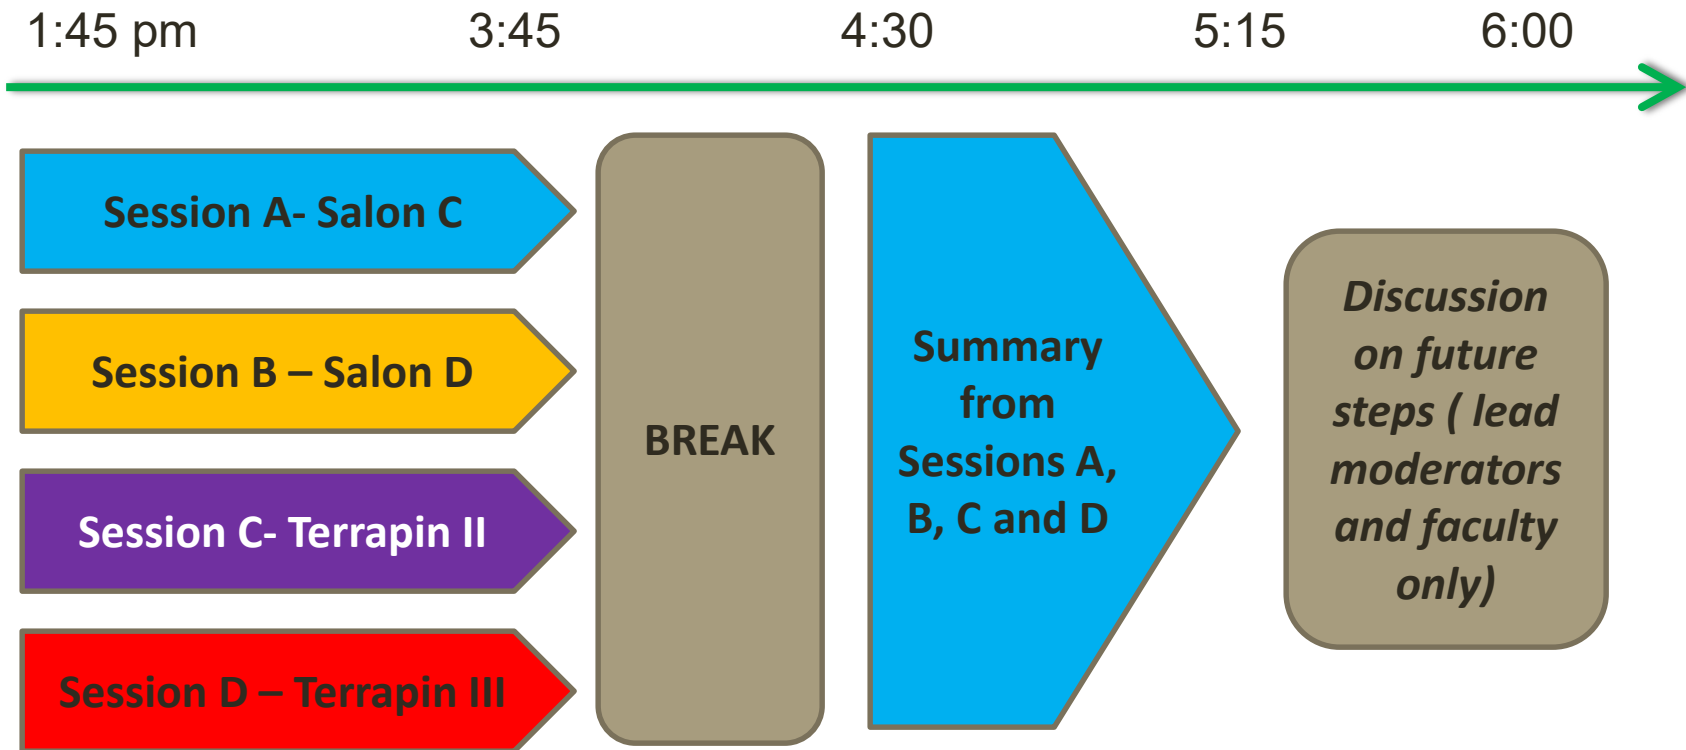 1:45 pm 3:45 4:30 5:15 6:00
Session A- Salon C
Session B – Salon D
Session C- Terrapin II
Session D – Terrapin III
BREAK
Summary
from
Sessions A,
B, C and D
Discussion
on future
steps ( lead
moderators
and faculty
only)